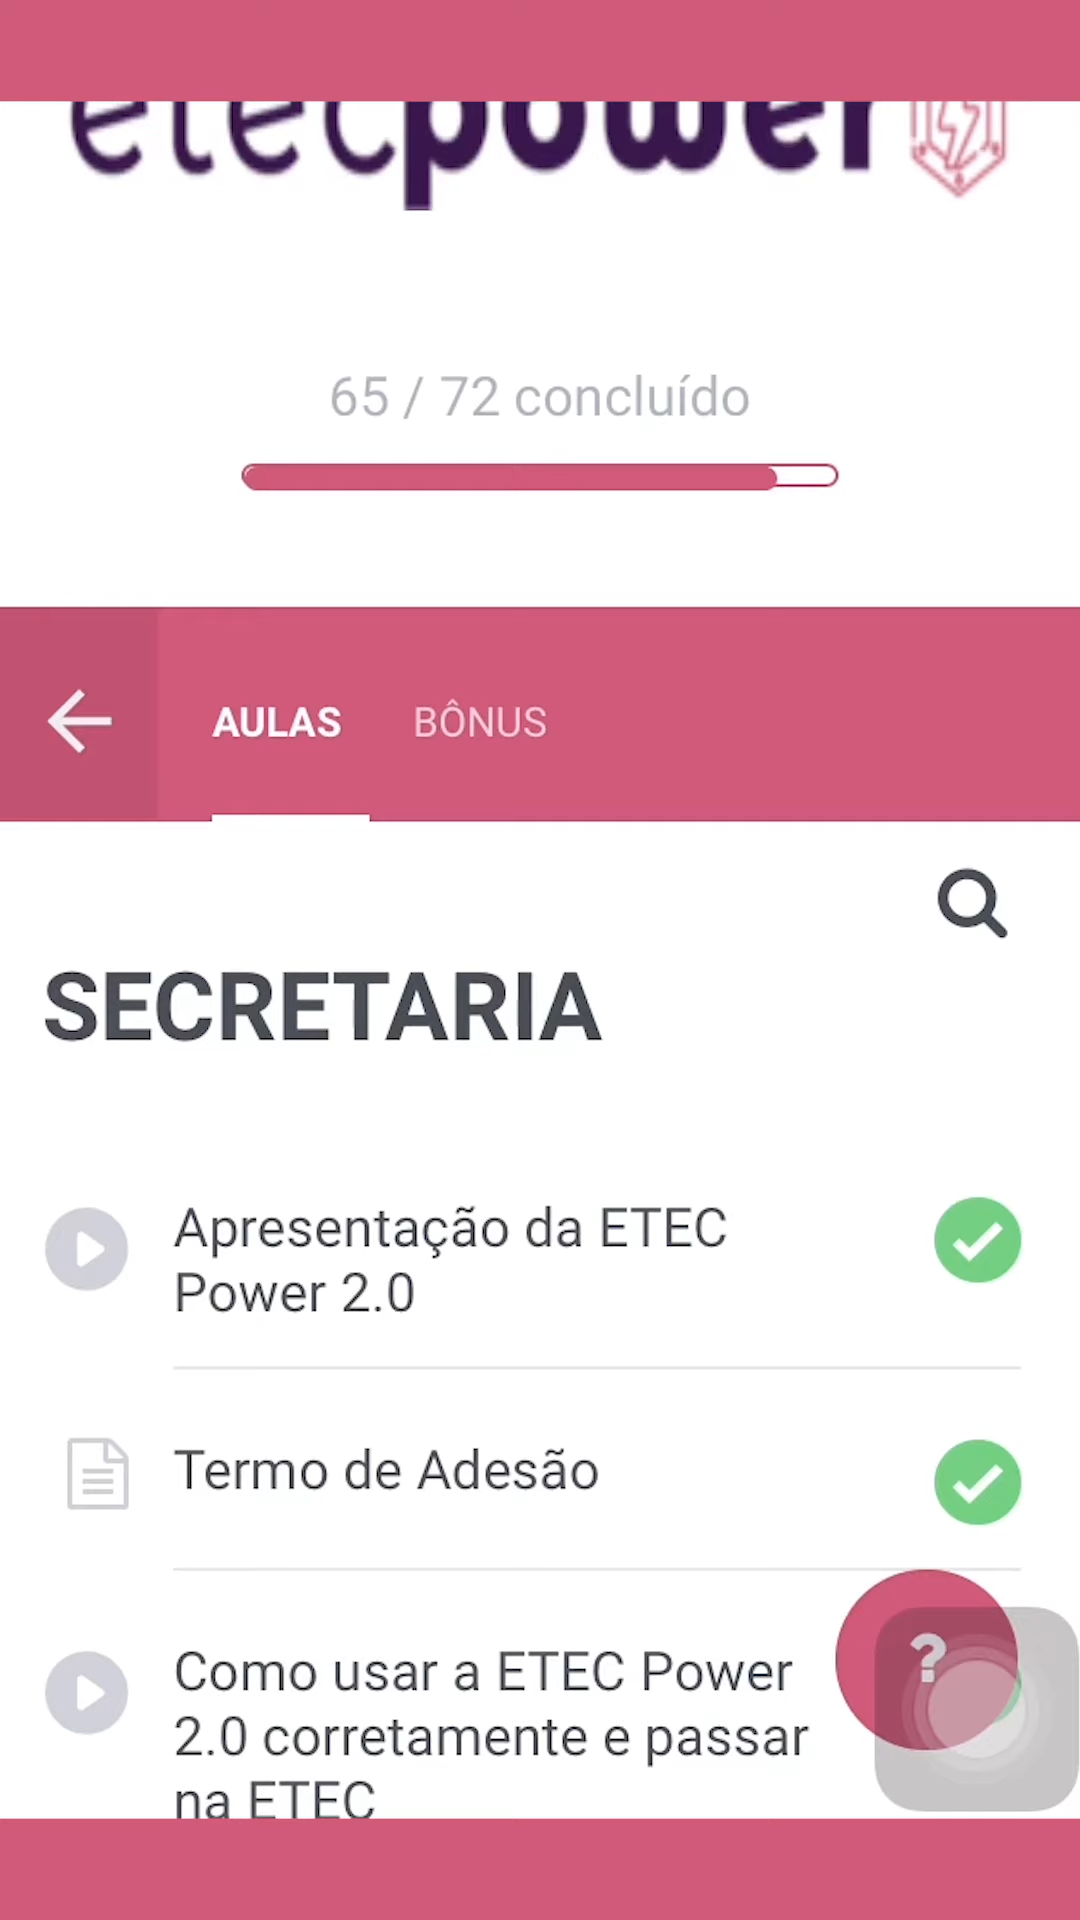 etecpower
65 / 72 concluído
AULAS
BÔNUS
SECRETARIA
Apresentação da ETEC
Power 2.0
Termo de Adesão
?
Como usar a ETEC Power
2.0 corretamente e passar
na ETEC